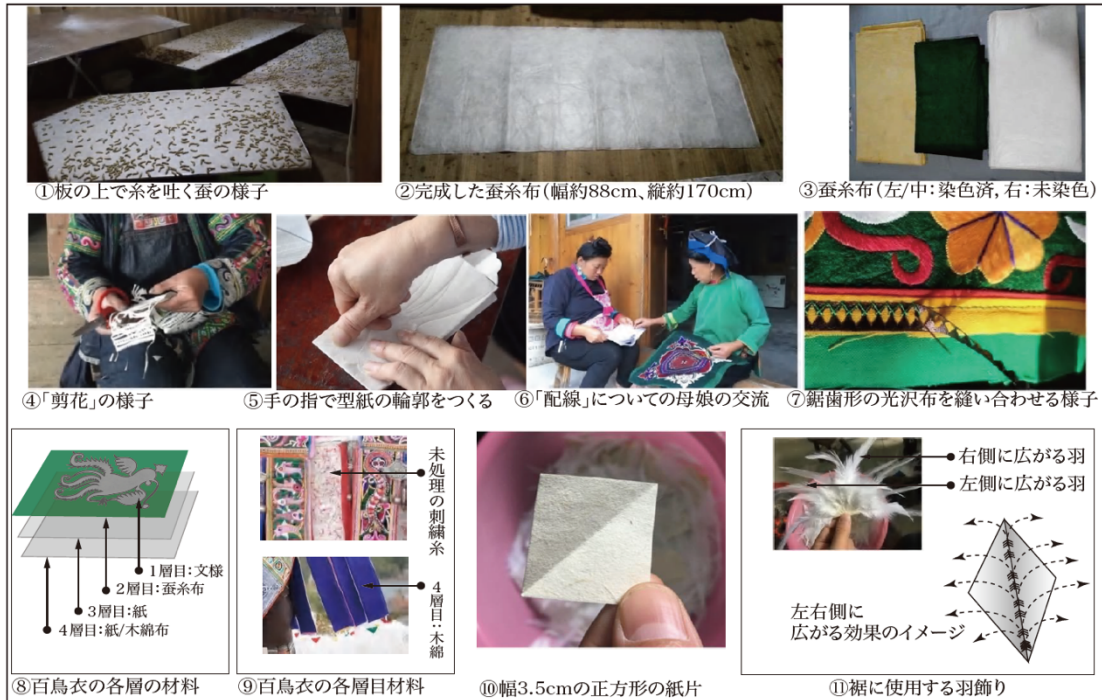 ①板の上で糸を吐く蚕の様子
②完成した蚕糸布(幅約88cm、縦約170cm)
③蚕糸布(左/中:染色済, 右:未染色)
④「剪花」の様子
⑤手の指で型紙の輪郭をつくる
⑥「配線」についての母娘の交流
⑦鋸歯形の光沢布を縫い合わせる様子
1層目:文様
2層目:蚕糸布
3層目:紙
4層目:紙/木綿布
⑧百鳥衣の各層の材料
未処理の刺繍糸
4層目:木綿
⑨百鳥衣の各層目材料
⑩幅3.5cmの正方形の紙片
右側に広がる羽
左側に広がる羽
左右側に
広がる効果のイメージ
⑪裾に使用する羽飾り